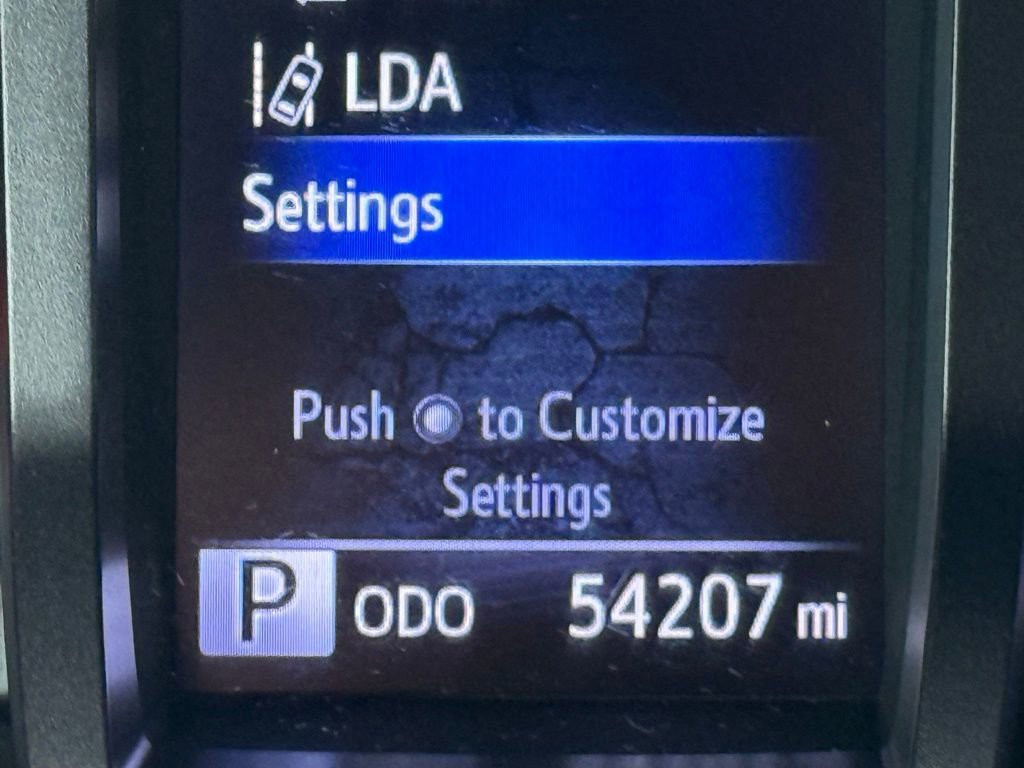 LDA
Settings
Push to Customize
Settings
P ODO 54207 mi